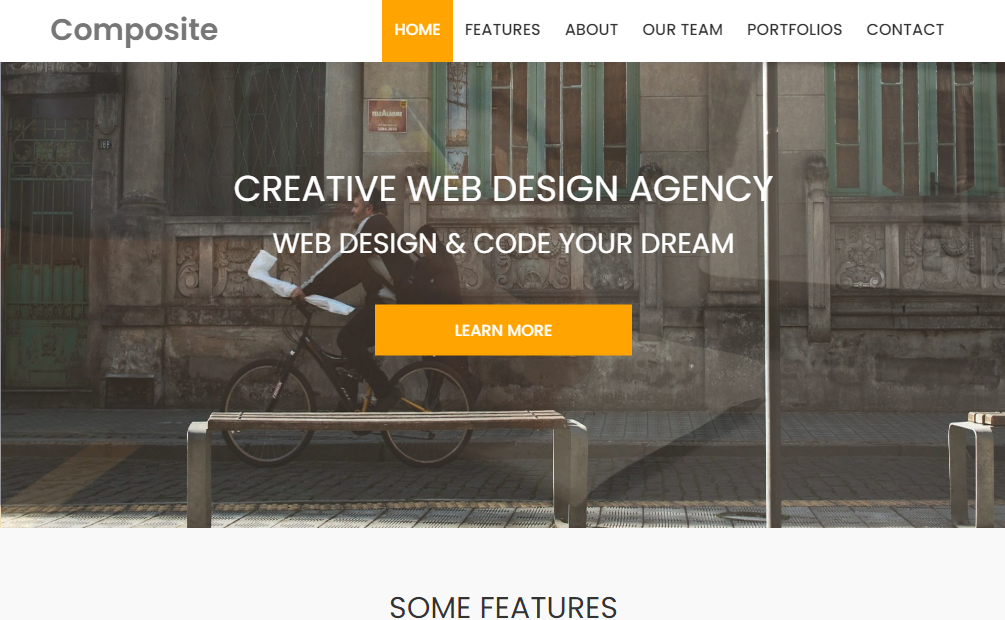 Composite
HOME FEATURES ABOUT OUR TEAM PORTFOLIOS CONTACT
168
CREATIVE WEB DESIGN AGENCY
WEB DESIGN & CODE YOUR DREAM
LEARN MORE
SOME FEATURES